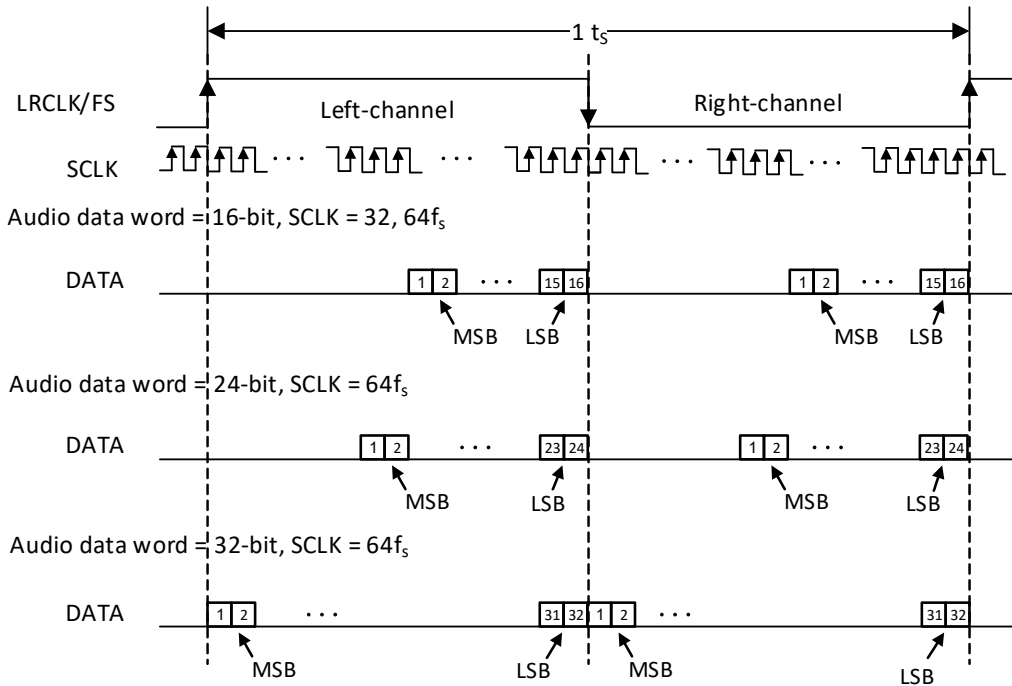 1 tS
LRCLK/FS
Left-channel
Right-channel
SCLK
Audio data word = 16-bit, SCLK = 32, 64fs
DATA
1 2 ... 15 16 1 2 ... 15 16
MSB LSB MSB LSB
Audio data word = 24-bit, SCLK = 64fs
DATA
1 2 ... 23 24 1 2 ... 23 24
MSB LSB MSB LSB
Audio data word = 32-bit, SCLK = 64fs
DATA
1 2 ... 31 32 1 2 ... 31 32
MSB LSB MSB LSB